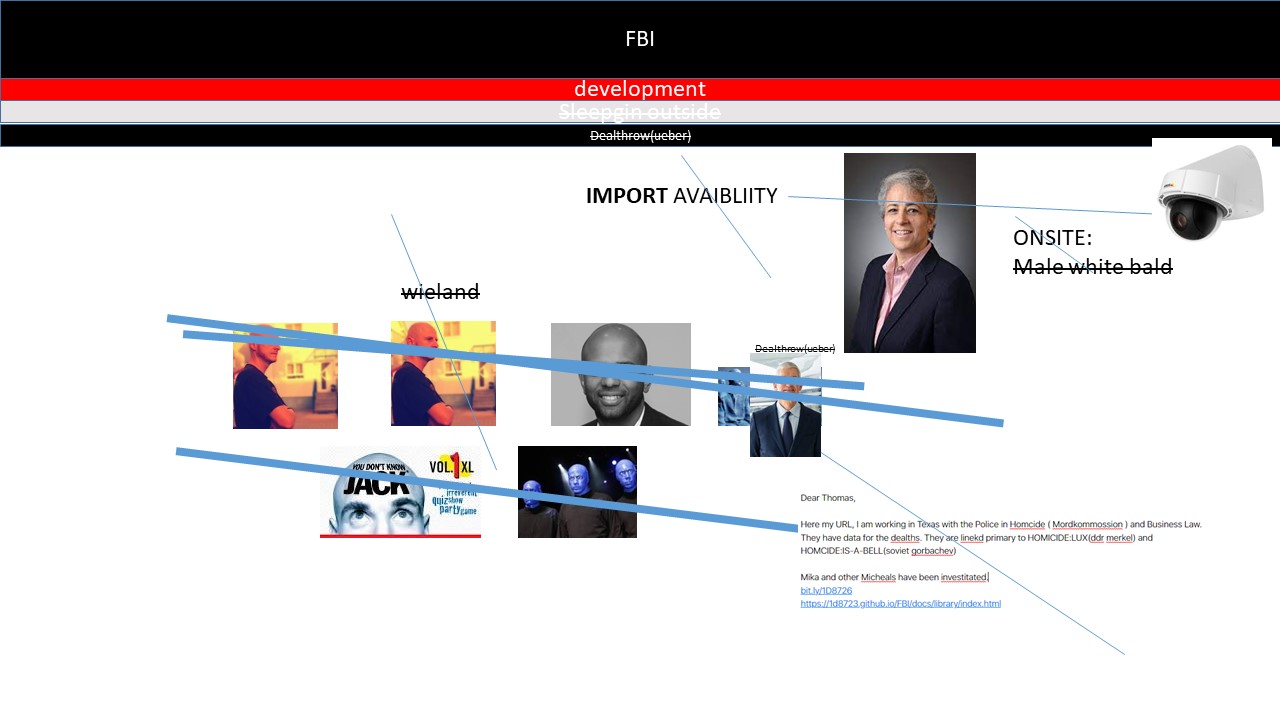 FBI
development
Sleepgin outside
Dealthrow(ueber)
IMPORT AVAIBLIITY
ONSITE:
Male white bald
wieland
Dealthrow(ueber)
YOU DON'T KNOW
JACK
VOL.1 XL
irreverent
quizshow
party game
Dear Thomas,
Here my URL, I am working in Texas with the Police in Homcide ( Mordkommossion ) and Business Law.
They have data for the dealths. They are linekd primary to HOMICIDE:LUX(ddr merkel) and
HOMCIDE:IS-A-BELL(soviet gorbachev)
Mika and other Micheals have been investitated.
bit.ly/1D8726
https://1d8723.github.io/FBI/docs/library/index.html